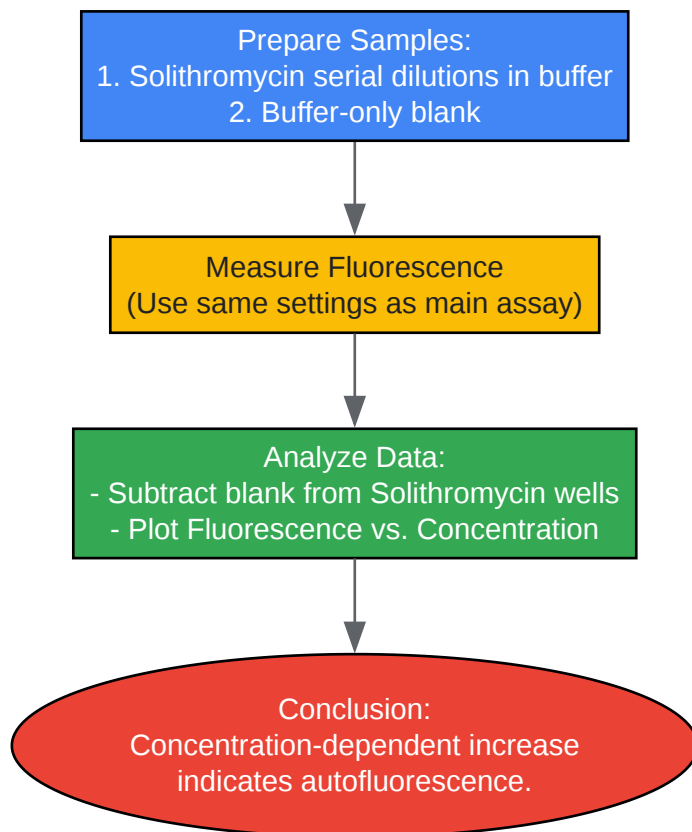 Prepare Samples:
1. Solithromycin serial dilutions in buffer
2. Buffer-only blank
Measure Fluorescence
(Use same settings as main assay)
Analyze Data:
- Subtract blank from Solithromycin wells
- Plot Fluorescence vs. Concentration
Conclusion:
Concentration-dependent increase
indicates autofluorescence.